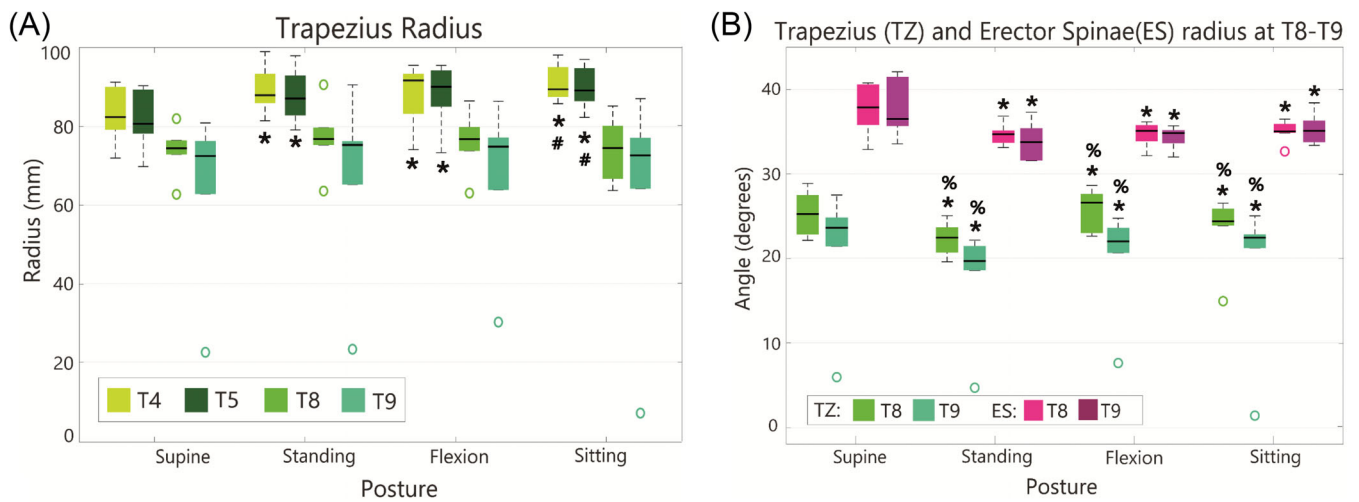 (A)
Trapezius Radius
100
80
60
40
20
0
Radius (mm)
* * * * * *
# #
T4 T5 T8 T9
Supine Standing Flexion Sitting
Posture
(B)
Trapezius (TZ) and Erector Spinae(ES) radius at T8-T9
40
30
20
10
0
Angle (degrees)
* * * * * *
% % % % % %
* * * * * *
TZ: T8 T9 ES: T8 T9
Supine Standing Flexion Sitting
Posture